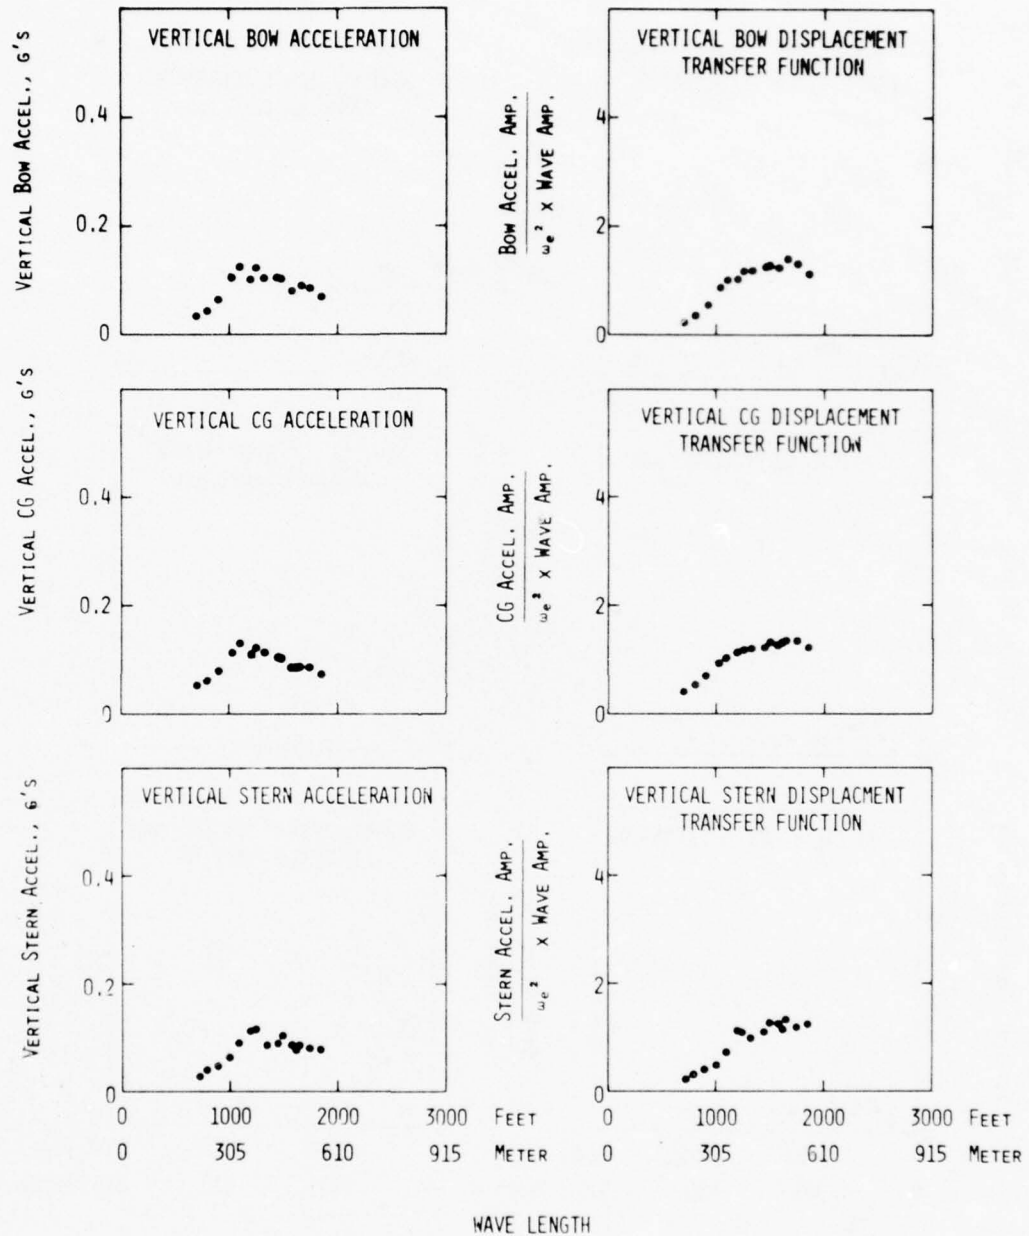 VERTICAL BOW ACCELERATION
VERTICAL BOW ACCEL., G'S
0.4
0.2
0
VERTICAL BOW DISPLACEMENT
TRANSFER FUNCTION
BOW ACCEL. AMP.
ωe² x WAVE AMP.
4
2
0
VERTICAL CG ACCELERATION
VERTICAL CG ACCEL., G'S
0.4
0.2
0
VERTICAL CG DISPLACEMENT
TRANSFER FUNCTION
CG ACCEL. AMP.
ωe² x WAVE AMP.
4
2
0
VERTICAL STERN ACCELERATION
VERTICAL STERN ACCEL., G'S
0.4
0.2
0
VERTICAL STERN DISPLACMENT
TRANSFER FUNCTION
STERN ACCEL. AMP.
ωe² x WAVE AMP.
4
2
0
0 1000 2000 3000 FEET
0 305 610 915 METER
0 1000 2000 3000 FEET
0 305 610 915 METER
WAVE LENGTH